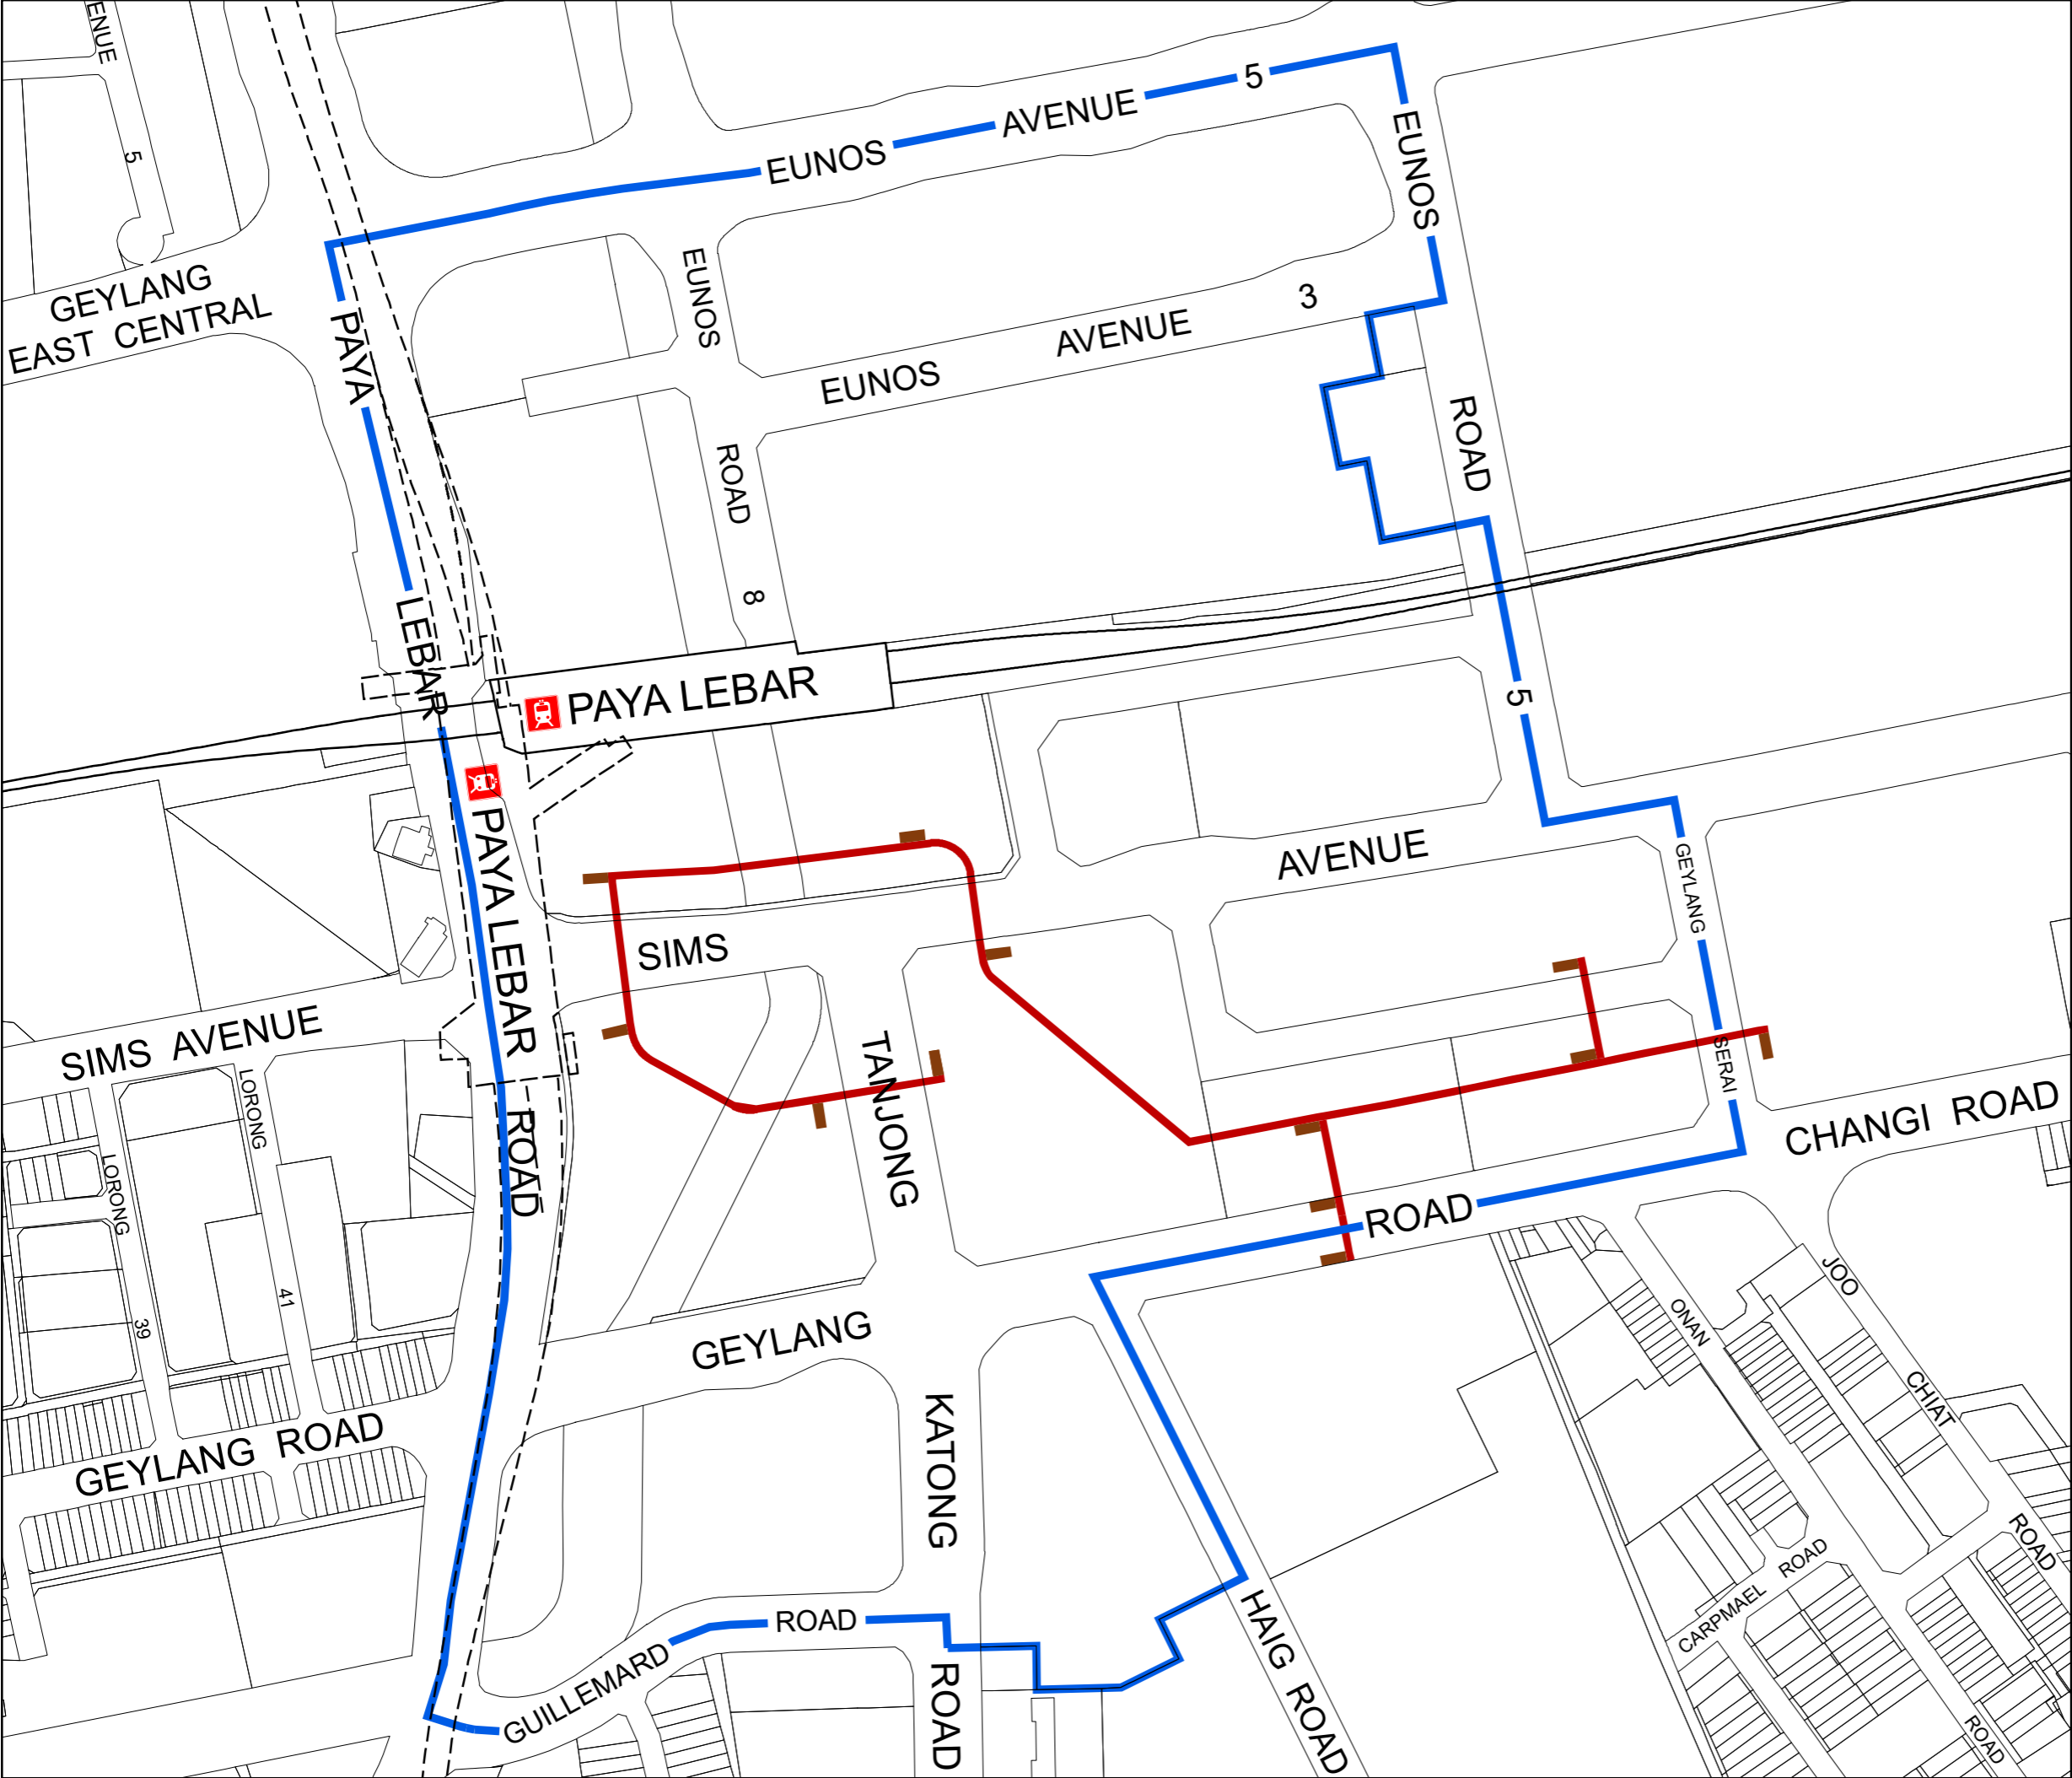 ENUE
5
EUNOS AVENUE 5
EUNOS
ROAD
5
GEYLANG
EAST CENTRAL
PAYA
LEBAR
EUNOS
ROAD
8
EUNOS AVENUE 3
PAYA LEBAR
PAYA LEBAR
ROAD
SIMS
AVENUE
GEYLANG
SERAI
SIMS AVENUE
TANJONG
LORONG
41
LORONG
39
CHANGI ROAD
GEYLANG
ROAD
GEYLANG ROAD
KATONG
ROAD
JOO
CHIAT
ROAD
ONAN
ROAD
CARPMAEL ROAD
HAIG ROAD
GUILLEMARD
ROAD